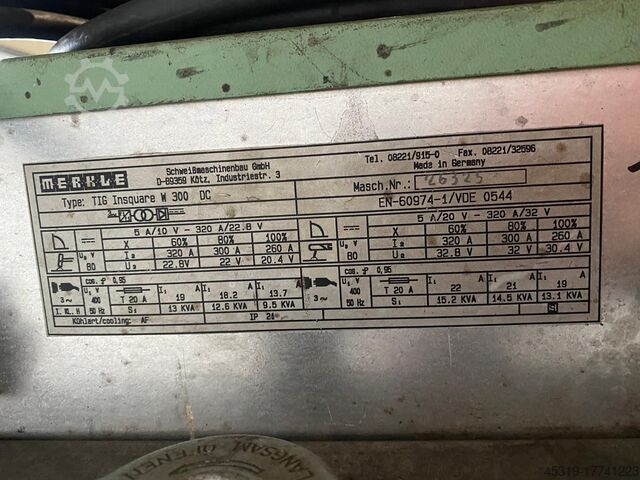 MERKLE
Schweißmaschinenbau GmbH
D-89359 Kötz, Industriestr. 3
Tel. 08221/915-0 Fax. 08221/32596
Made in Germany
Type: TIG Insquare W 300 DC
Masch.Nr.: 26325
EN-60974-1/VDE 0544
5 A/10 V - 320 A/22.8 V
X 60% 80% 100%
U₀ V I₂ 320 A 300 A 260 A
80 U₂ 22.8V 22 V 20.4 V
5 A/20 V - 320 A/32 V
X 60% 80% 100%
U₀ V I₂ 320 A 300 A 260 A
80 U₂ 32.8 V 32 V 30.4 V
cos. φ 0,95
3~ U₁ V 400 50 Hz T 20 A I₁ 19 A 18.2 A 13.7 A
I. KL. H S₁ 13 KVA 12.6 KVA 9.5 KVA
cos. φ 0,95
3~ U₁ V 400 50 Hz T 20 A I₁ 22 A 21 A 19 A
S₁ 15.2 KVA 14.5 KVA 13.1 KVA
Kühlart/cooling: AF IP 21
S
LANGSAM ÖFFNEN
45319-17741223